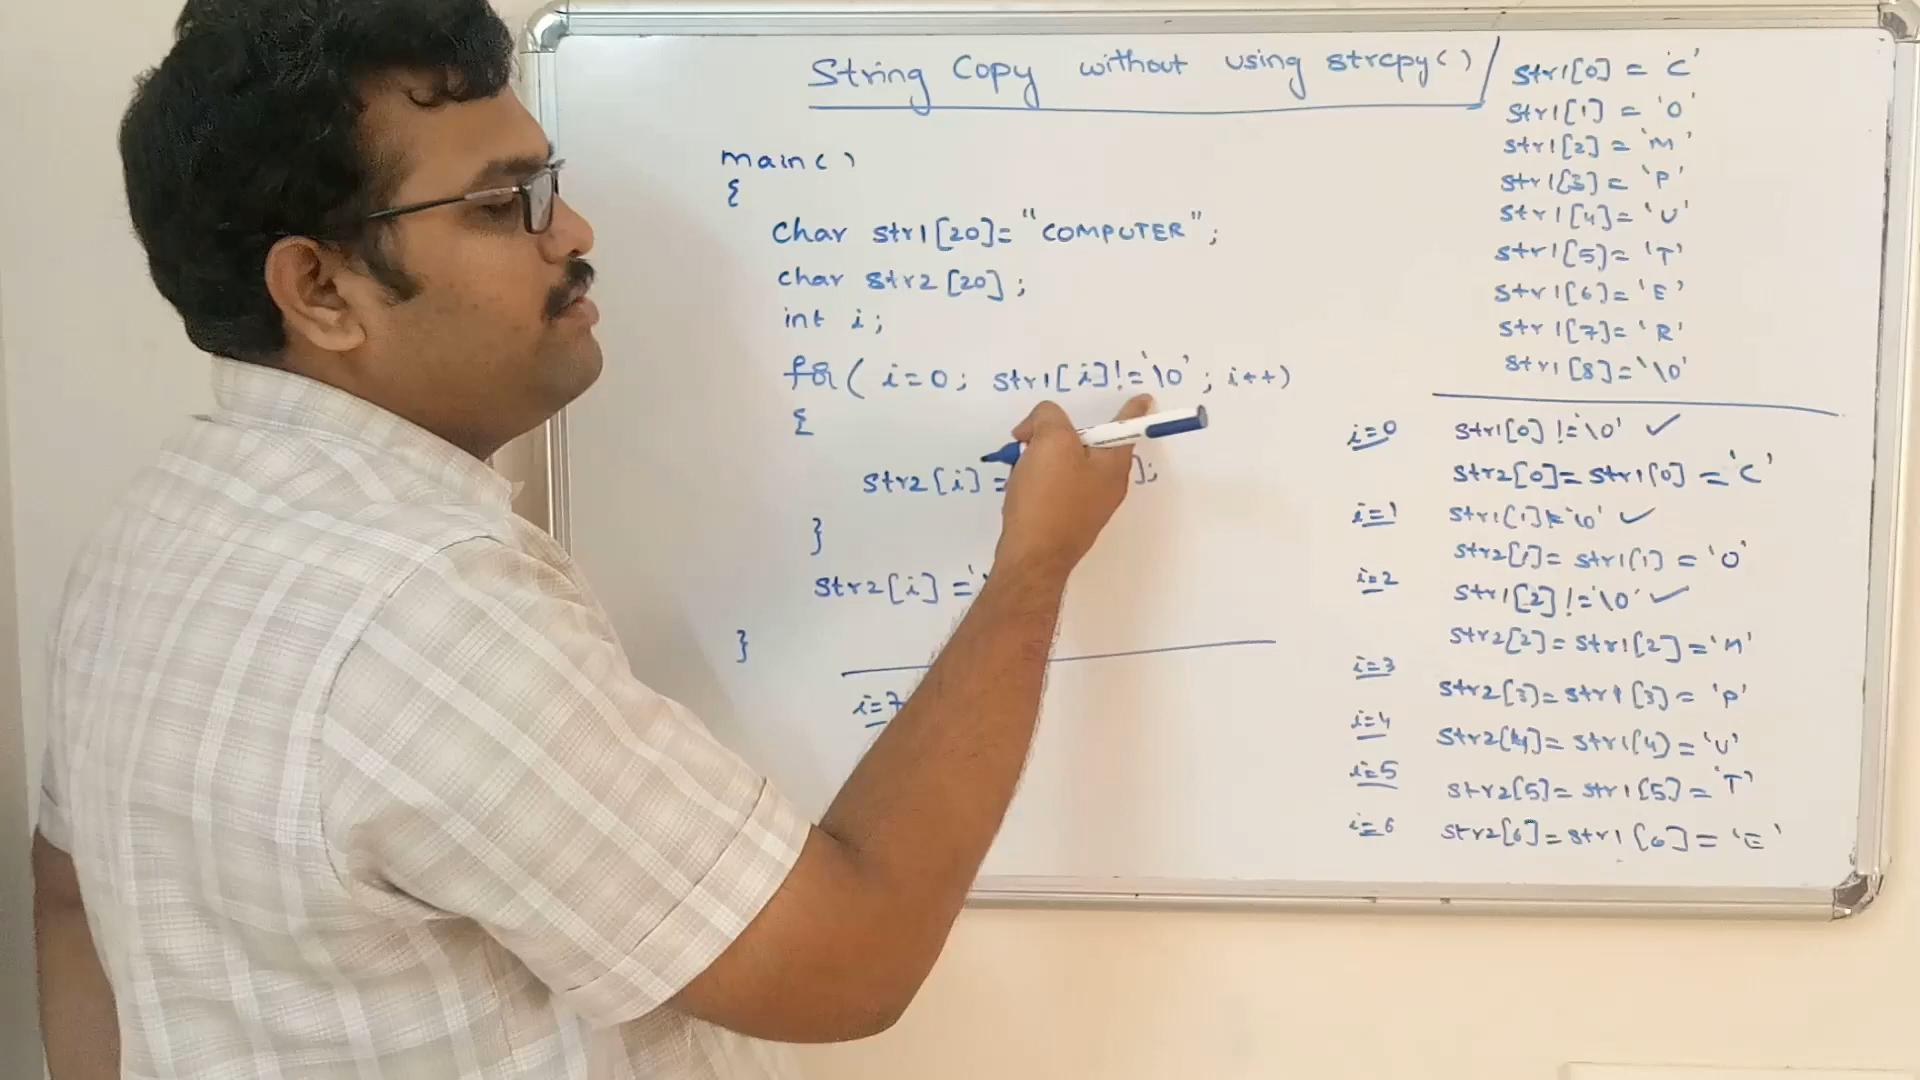 String Copy without using strcpy()
main()
{
char str1[20]="COMPUTER";
char str2[20];
int i;
for( i=0; str1[i]!='\0'; i++)
{
str2[i] = ];
}
str2[i] ='
}
i=7
str1[0] = 'C'
str1[1] = 'O'
str1[2] = 'M'
str1[3] = 'P'
str1[4]= 'U'
str1[5]= 'T'
str1[6]= 'E'
str1[7]= 'R'
str1[8]='\0'
i=0 str1[0] !='\0' ✓
str2[0]= str1[0] = 'C'
i=1 str1[1]!='\0' ✓
str2[1]= str1[1] = 'O'
i=2 str1[2] !='\0' ✓
str2[2]= str1[2] = 'M'
i=3 str2[3]= str1[3] = 'P'
i=4 str2[4]= str1[4]= 'U'
i=5 str2[5]= str1[5]= 'T'
i=6 str2[6]= str1[6]= 'E'